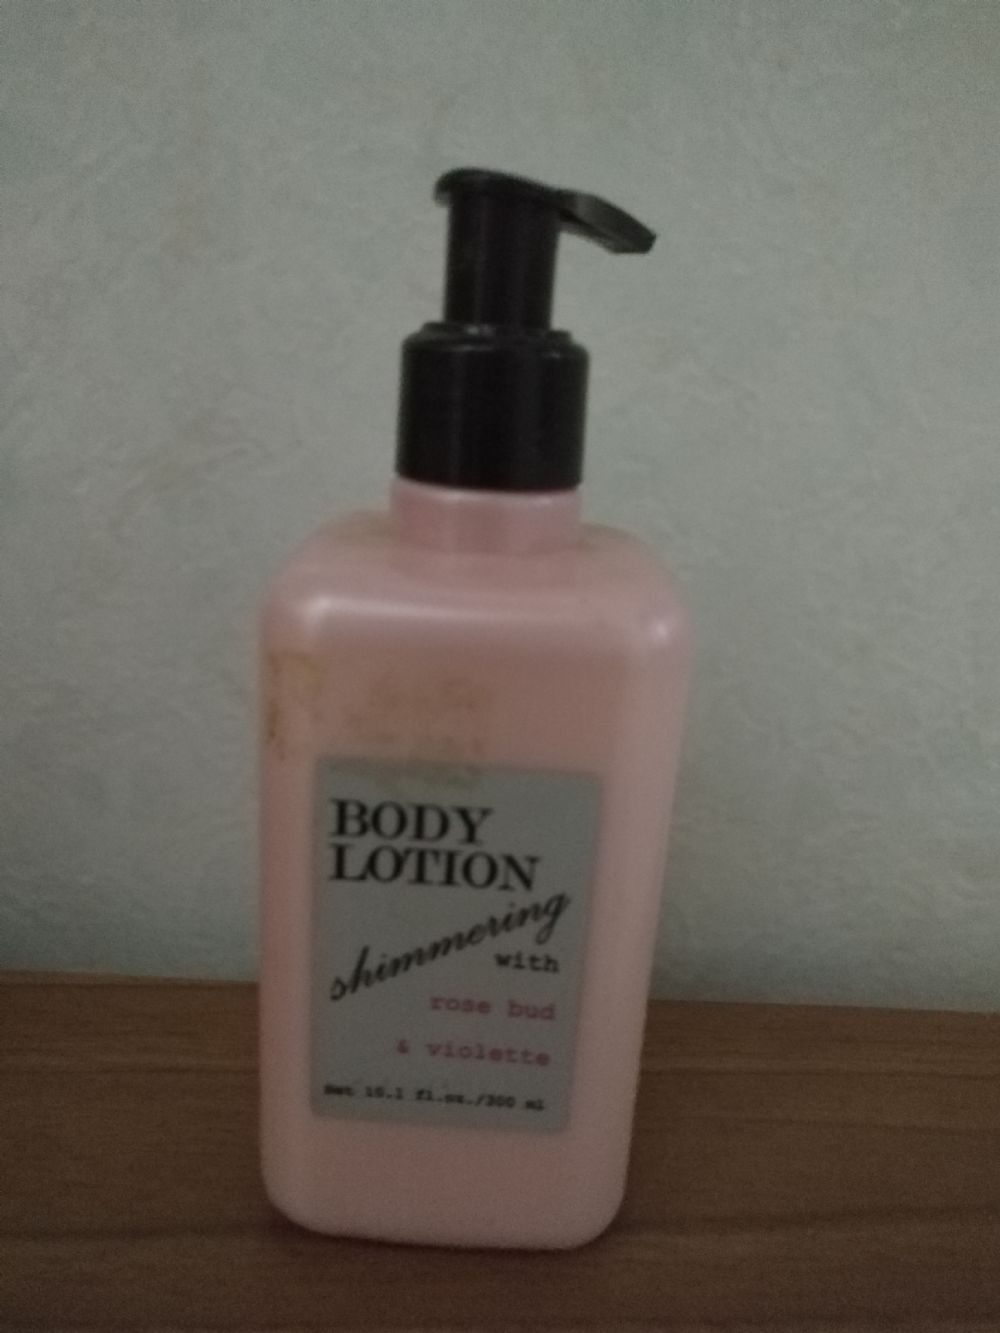 BODY
LOTION
shimmering
with
rose bud
& violette
Net 10.1 fl.oz./300 ml